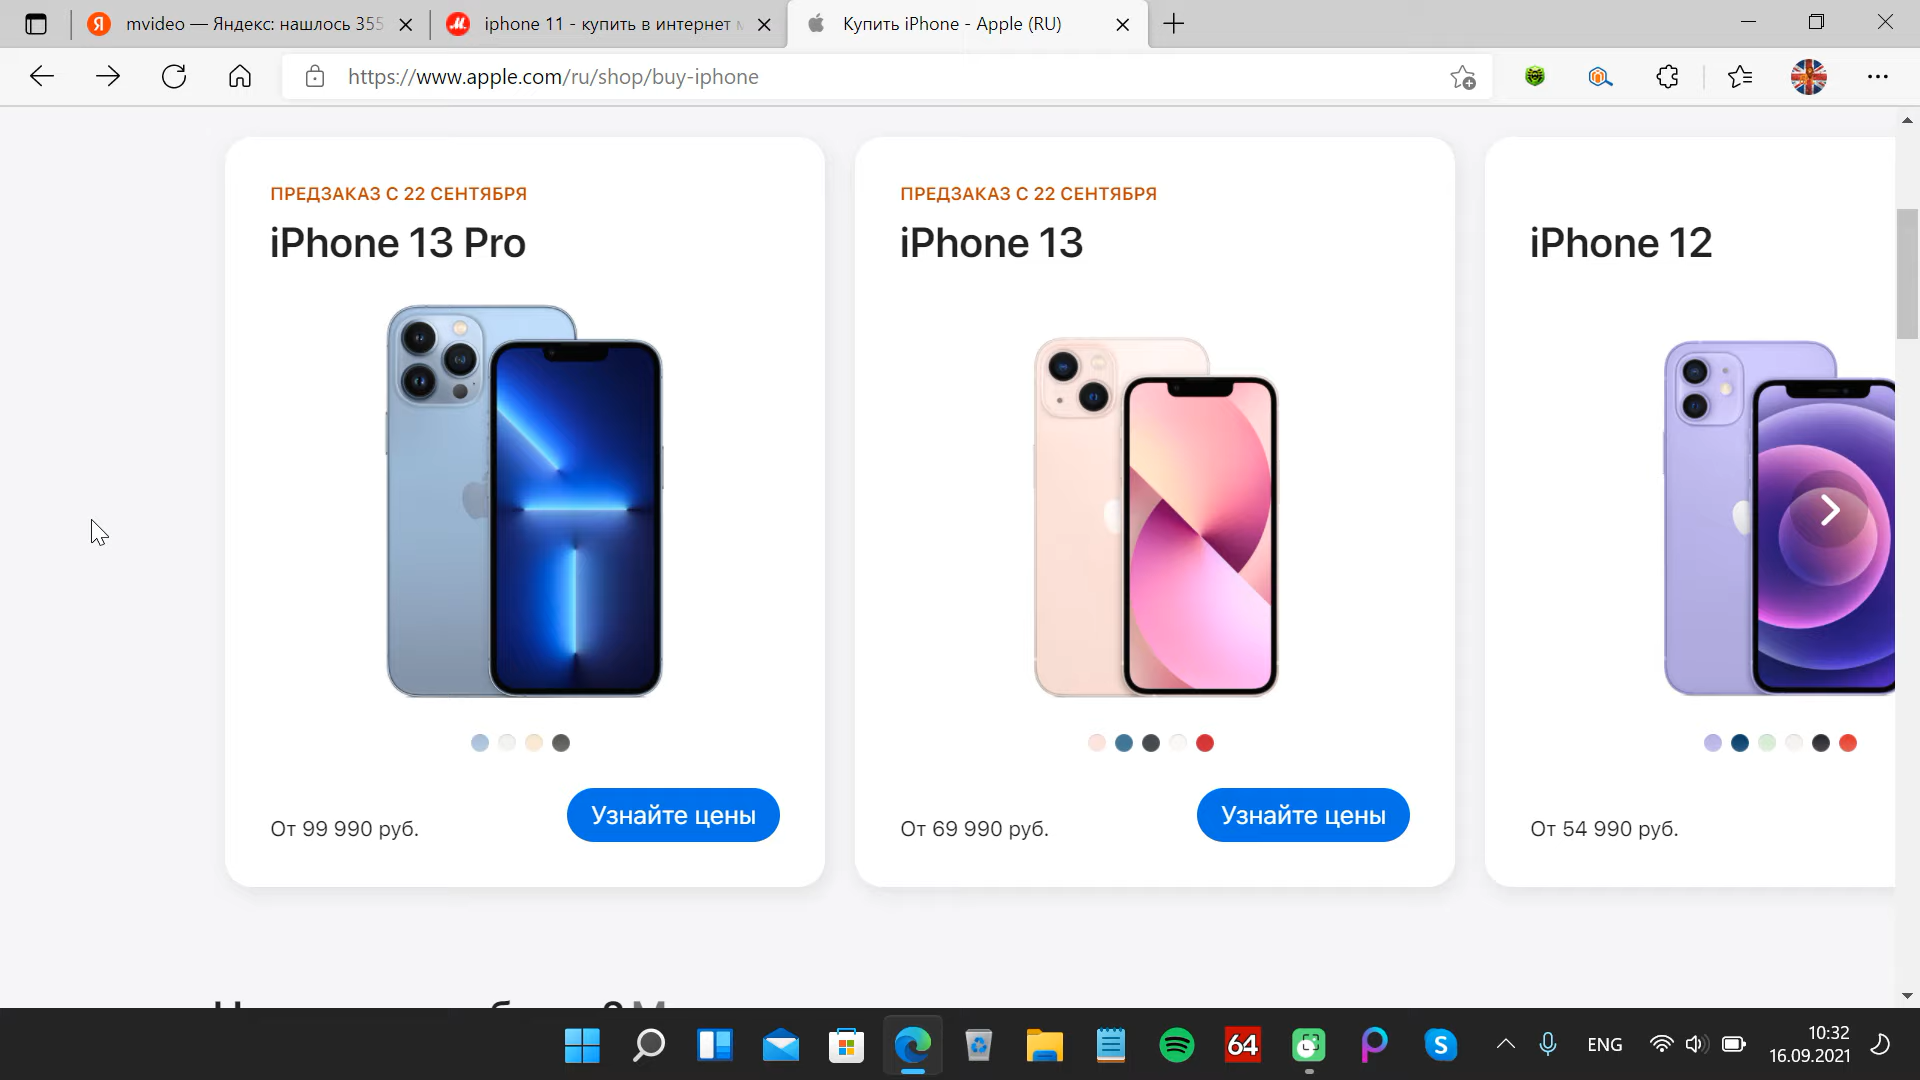 mvideo — Яндекс: нашлось 355
iphone 11 - купить в интернет м
Купить iPhone - Apple (RU)
https://www.apple.com/ru/shop/buy-iphone
ПРЕДЗАКАЗ С 22 СЕНТЯБРЯ
iPhone 13 Pro
От 99 990 руб.
Узнайте цены
ПРЕДЗАКАЗ С 22 СЕНТЯБРЯ
iPhone 13
От 69 990 руб.
Узнайте цены
iPhone 12
От 54 990 руб.
64
ENG
10:32
16.09.2021